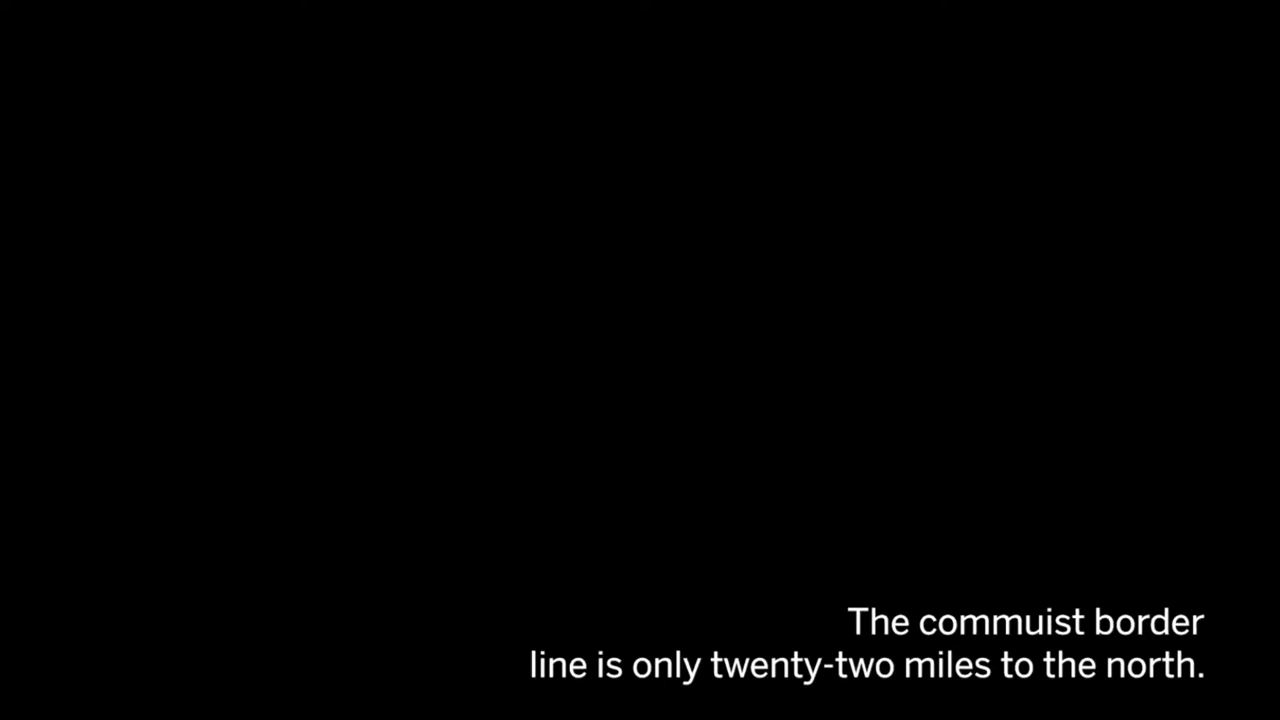 The commuist border
line is only twenty-two miles to the north.